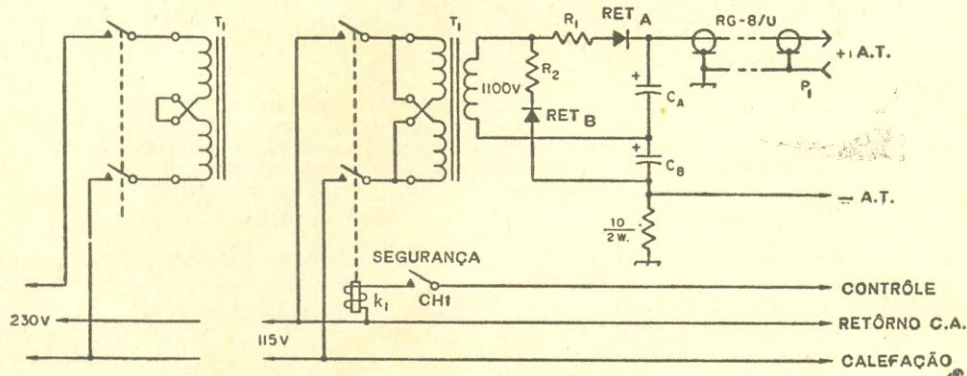 T1
T1
R1
RET A
RG-8/U
+ A.T.
P1
1100V
R2
RET B
+
CA
+
CB
— A.T.
10
2W.
SEGURANÇA
CH1
K1
CONTRÔLE
230V
115V
RETÔRNO C.A.
CALEFAÇÃO